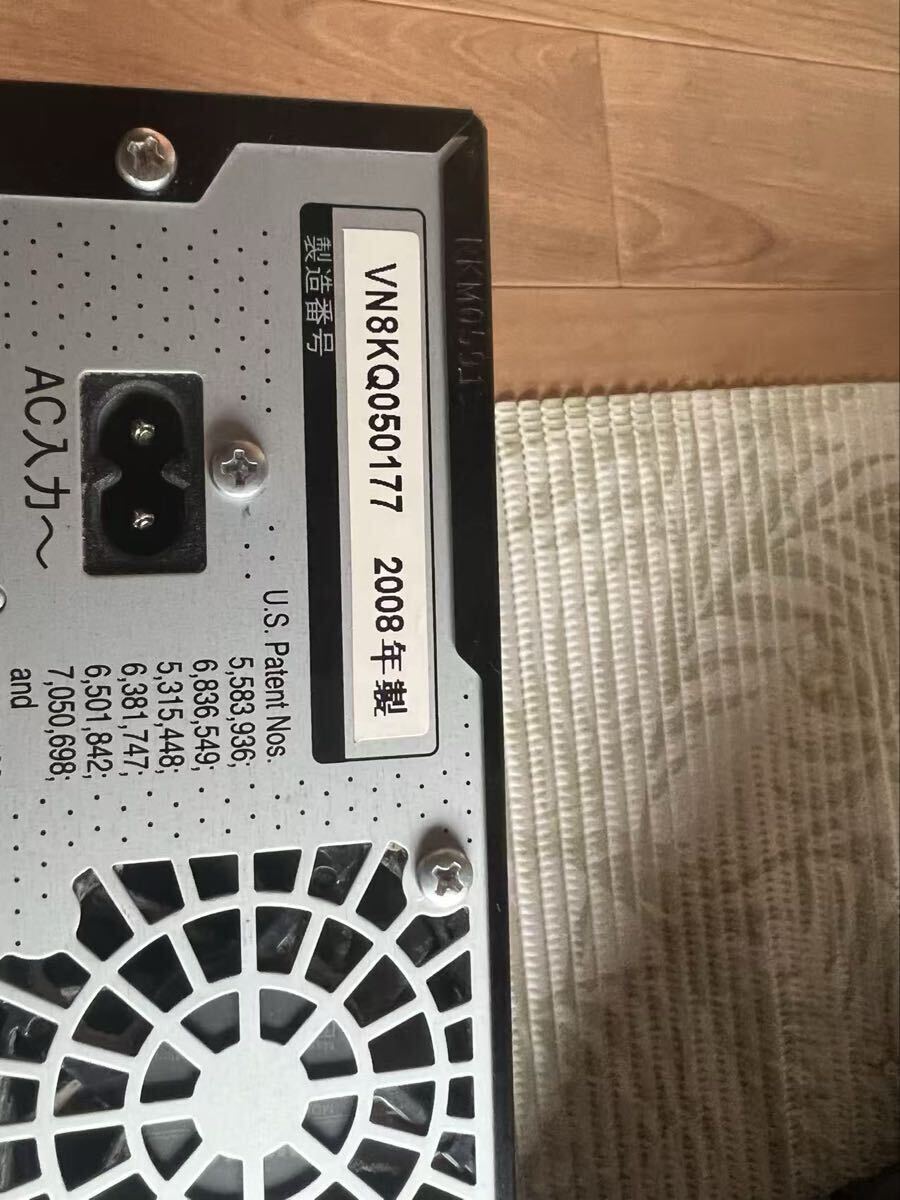 製造番号
VN8KQ050177 2008年製
AC入力～
U.S. Patent Nos.
5,583,936;
6,836,549;
5,315,448;
6,381,747;
6,501,842;
7,050,698;
and